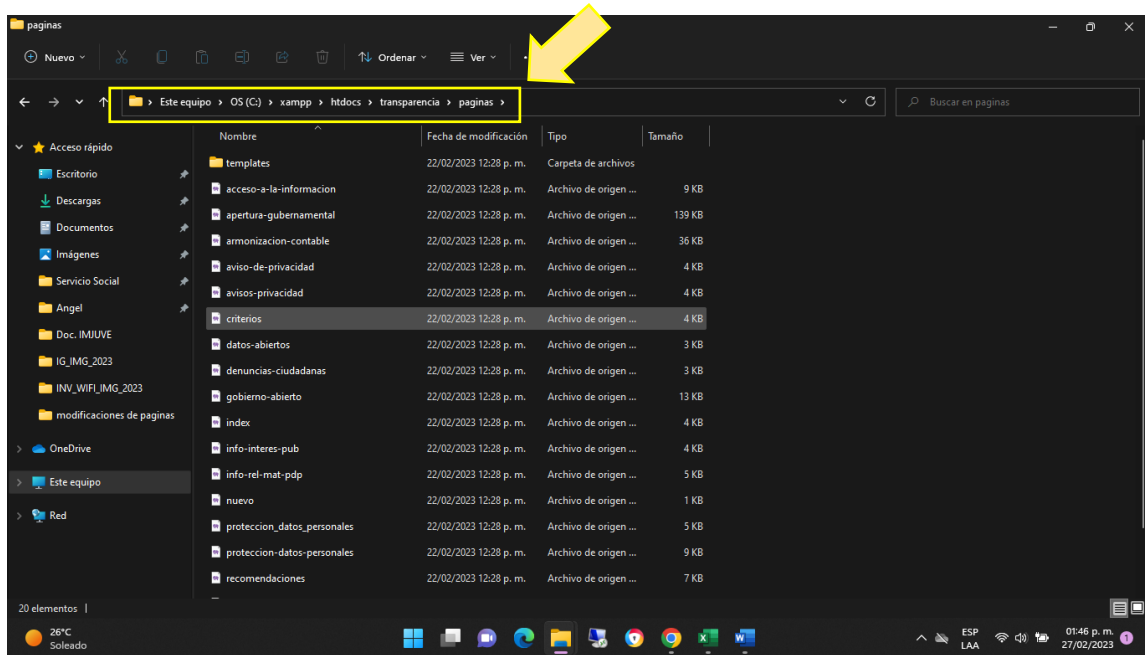 paginas
Nuevo
Ordenar
Ver
Este equipo > OS (C:) > xampp > htdocs > transparencia > paginas >
Buscar en paginas
Acceso rápido
Escritorio
Descargas
Documentos
Imágenes
Servicio Social
Angel
Doc. IMJUVE
IG_IMG_2023
INV_WIFI_IMG_2023
modificaciones de paginas
OneDrive
Este equipo
Red
Nombre Fecha de modificación Tipo Tamaño
templates 22/02/2023 12:28 p. m. Carpeta de archivos
acceso-a-la-informacion 22/02/2023 12:28 p. m. Archivo de origen ... 9 KB
apertura-gubernamental 22/02/2023 12:28 p. m. Archivo de origen ... 139 KB
armonizacion-contable 22/02/2023 12:28 p. m. Archivo de origen ... 36 KB
aviso-de-privacidad 22/02/2023 12:28 p. m. Archivo de origen ... 4 KB
avisos-privacidad 22/02/2023 12:28 p. m. Archivo de origen ... 4 KB
criterios 22/02/2023 12:28 p. m. Archivo de origen ... 4 KB
datos-abiertos 22/02/2023 12:28 p. m. Archivo de origen ... 3 KB
denuncias-ciudadanas 22/02/2023 12:28 p. m. Archivo de origen ... 3 KB
gobierno-abierto 22/02/2023 12:28 p. m. Archivo de origen ... 13 KB
index 22/02/2023 12:28 p. m. Archivo de origen ... 4 KB
info-interes-pub 22/02/2023 12:28 p. m. Archivo de origen ... 4 KB
info-rel-mat-pdp 22/02/2023 12:28 p. m. Archivo de origen ... 5 KB
nuevo 22/02/2023 12:28 p. m. Archivo de origen ... 1 KB
proteccion_datos_personales 22/02/2023 12:28 p. m. Archivo de origen ... 5 KB
proteccion-datos-personales 22/02/2023 12:28 p. m. Archivo de origen ... 9 KB
recomendaciones 22/02/2023 12:28 p. m. Archivo de origen ... 7 KB
20 elementos
26°C
Soleado
ESP
LAA
01:46 p. m.
27/02/2023
1